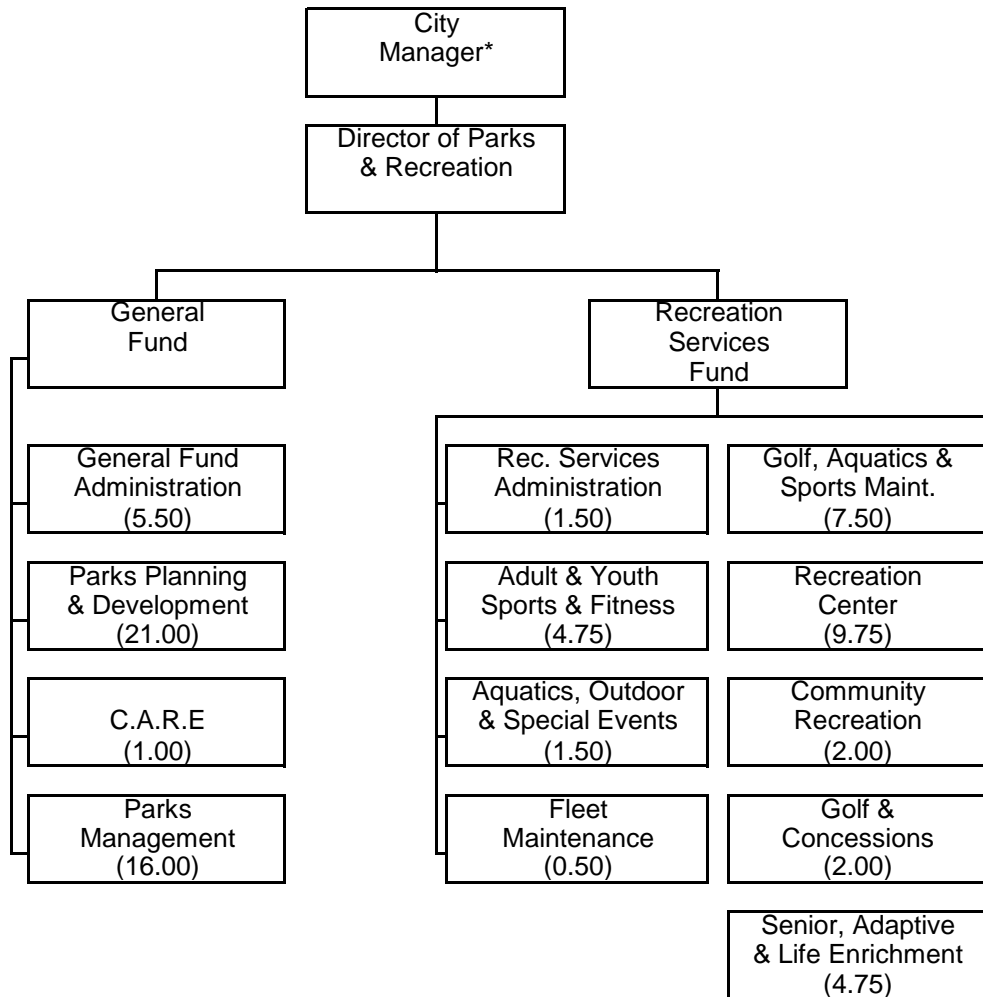 City
Manager*
Director of Parks
& Recreation
General
Fund
Recreation
Services
Fund
General Fund
Administration
(5.50)
Parks Planning
& Development
(21.00)
C.A.R.E
(1.00)
Parks
Management
(16.00)
Rec. Services
Administration
(1.50)
Adult & Youth
Sports & Fitness
(4.75)
Aquatics, Outdoor
& Special Events
(1.50)
Fleet
Maintenance
(0.50)
Golf, Aquatics &
Sports Maint.
(7.50)
Recreation
Center
(9.75)
Community
Recreation
(2.00)
Golf &
Concessions
(2.00)
Senior, Adaptive
& Life Enrichment
(4.75)